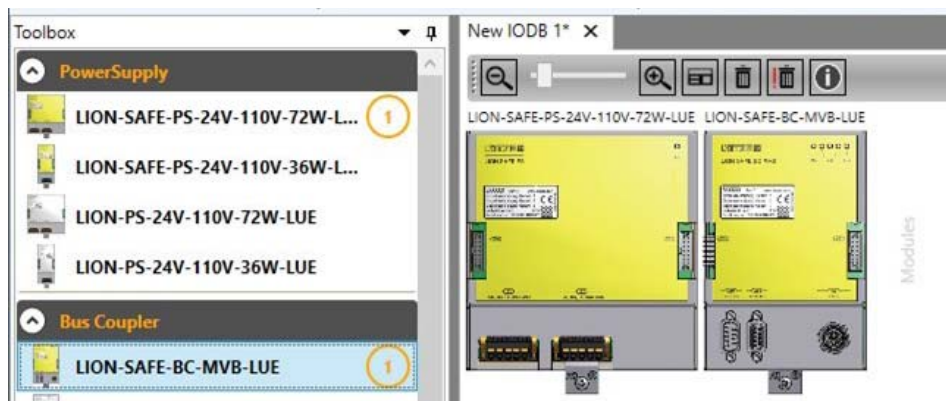 Toolbox
PowerSupply
LION-SAFE-PS-24V-110V-72W-L...
1
LION-SAFE-PS-24V-110V-36W-L...
LION-PS-24V-110V-72W-LUE
LION-PS-24V-110V-36W-LUE
Bus Coupler
LION-SAFE-BC-MVB-LUE
1
New IODB 1*
LION-SAFE-PS-24V-110V-72W-LUE
LION-SAFE-BC-MVB-LUE
Modules